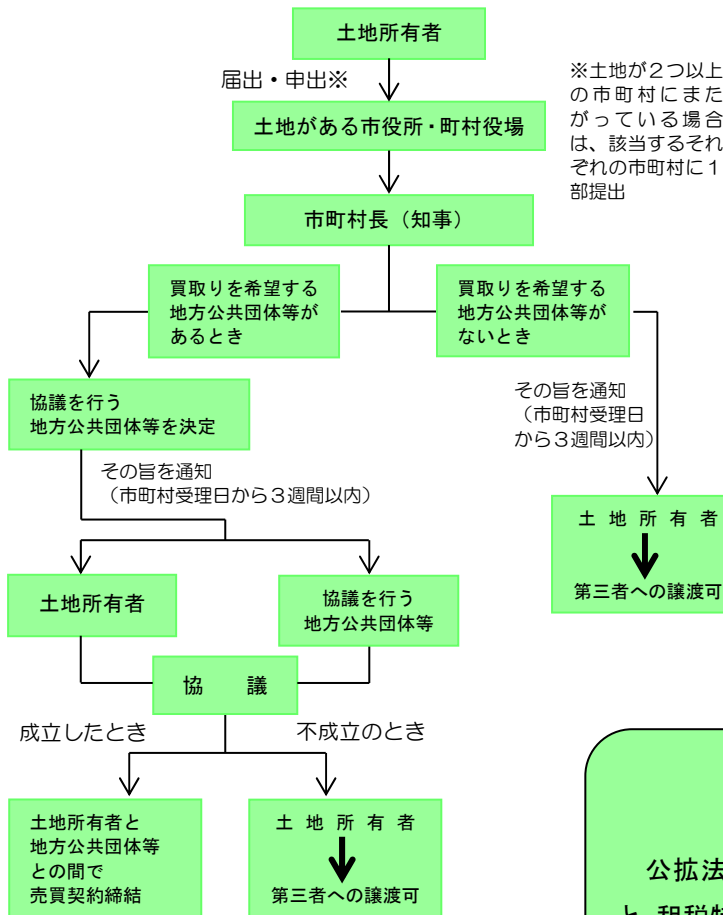 土地所有者
届出・申出※
※土地が２つ以上
の市町村にまた
がっている場合
は、該当するそれ
ぞれの市町村に１
部提出
土地がある市役所・町村役場
市町村長（知事）
買取りを希望する
地方公共団体等が
あるとき
買取りを希望する
地方公共団体等が
ないとき
協議を行う
地方公共団体等を決定
その旨を通知
（市町村受理日
から３週間以内）
その旨を通知
（市町村受理日から３週間以内）
土地所有者
第三者への譲渡可
土地所有者
協議を行う
地方公共団体等
協議
成立したとき
不成立のとき
土地所有者と
地方公共団体等
との間で
売買契約締結
土地所有者
第三者への譲渡可
公拡法
と、租税特